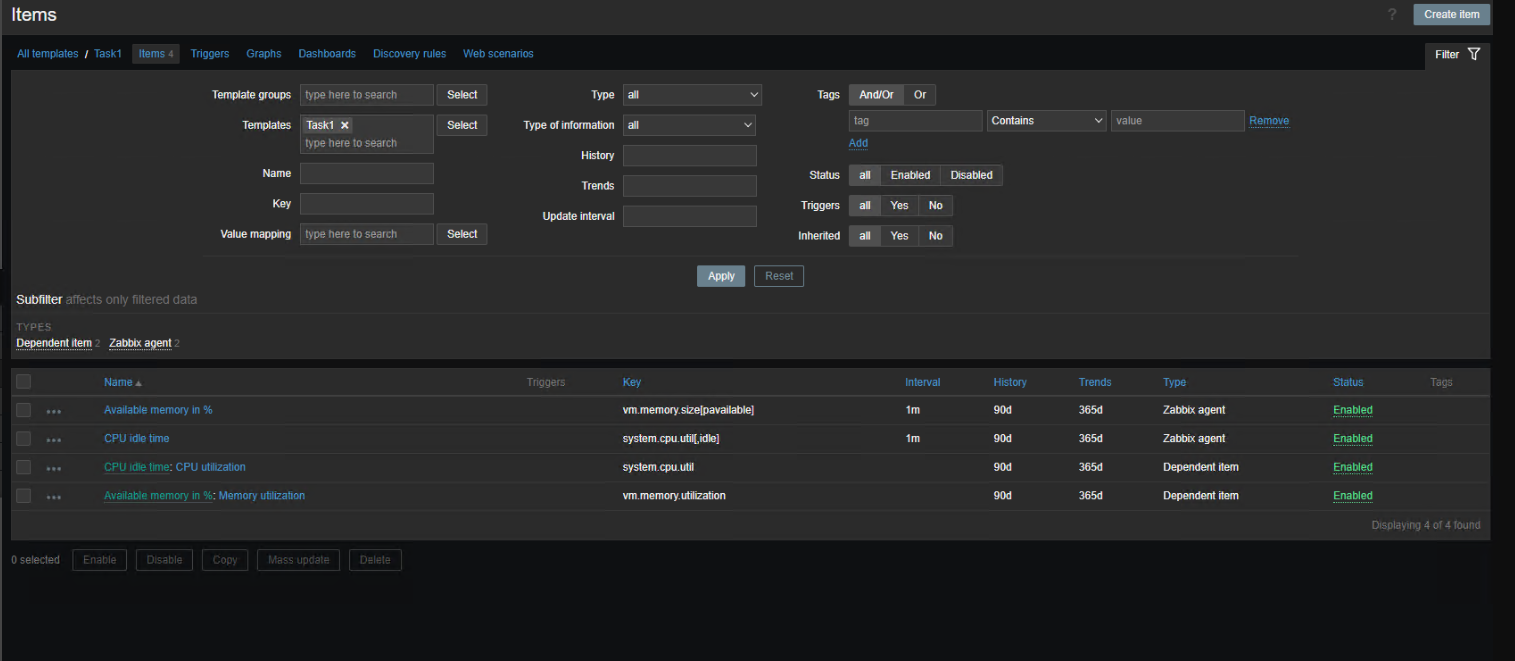 Items
? Create item
All templates / Task1 Items 4 Triggers Graphs Dashboards Discovery rules Web scenarios
Filter
Template groups type here to search Select
Templates Task1 × Select
type here to search
Name
Key
Value mapping type here to search Select
Type all
Type of information all
History
Trends
Update interval
Tags And/Or Or
tag Contains value Remove
Add
Status all Enabled Disabled
Triggers all Yes No
Inherited all Yes No
Apply Reset
Subfilter affects only filtered data
TYPES
Dependent item 2 Zabbix agent 2
Name Triggers Key Interval History Trends Type Status Tags
Available memory in % vm.memory.size[pavailable] 1m 90d 365d Zabbix agent Enabled
CPU idle time system.cpu.util[,idle] 1m 90d 365d Zabbix agent Enabled
CPU idle time: CPU utilization system.cpu.util 90d 365d Dependent item Enabled
Available memory in %: Memory utilization vm.memory.utilization 90d 365d Dependent item Enabled
Displaying 4 of 4 found
0 selected Enable Disable Copy Mass update Delete